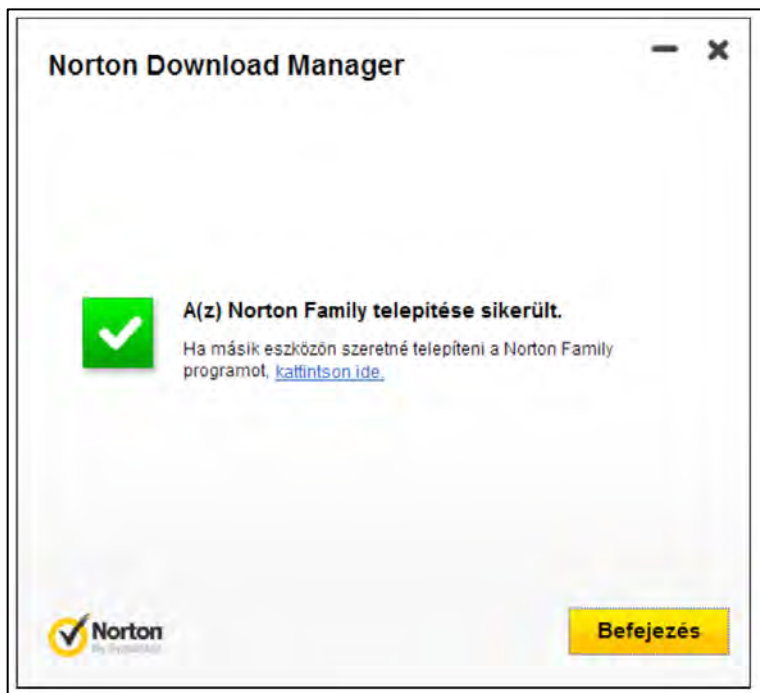 Norton Download Manager
A(z) Norton Family telepítése sikerült.
Ha másik eszközön szeretné telepíteni a Norton Family
programot, kattintson ide.
Norton
Befejezés